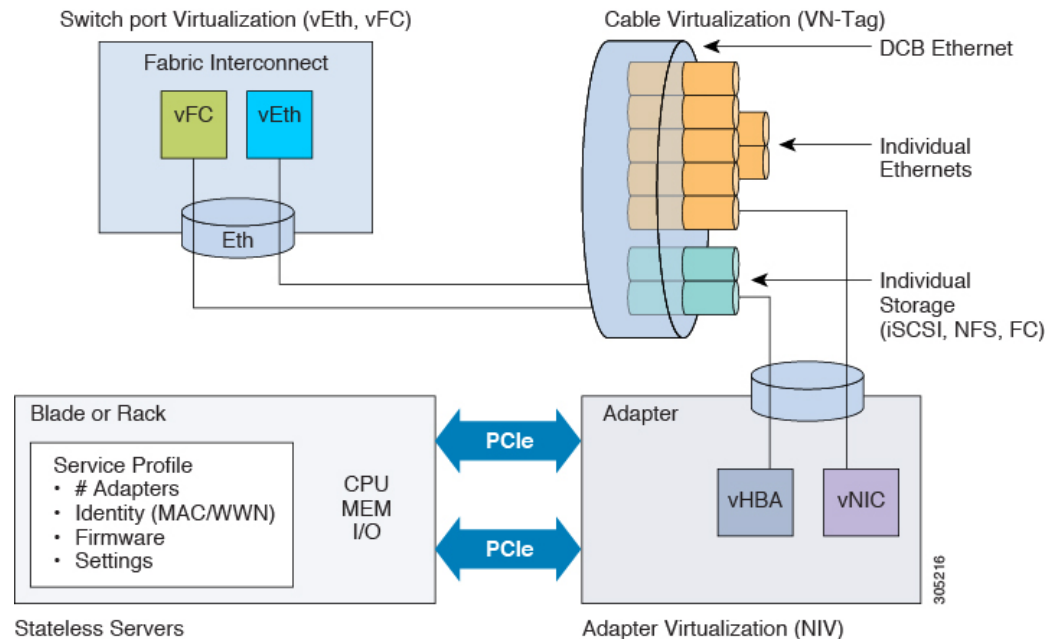 Switch port Virtualization (vEth, vFC)
Fabric Interconnect
vFC
vEth
Eth
Cable Virtualization (VN-Tag)
DCB Ethernet
Individual
Ethernets
Individual
Storage
(iSCSI, NFS, FC)
Blade or Rack
Service Profile
• # Adapters
• Identity (MAC/WWN)
• Firmware
• Settings
CPU
MEM
I/O
PCIe
PCIe
Adapter
vHBA
vNIC
305216
Stateless Servers
Adapter Virtualization (NIV)